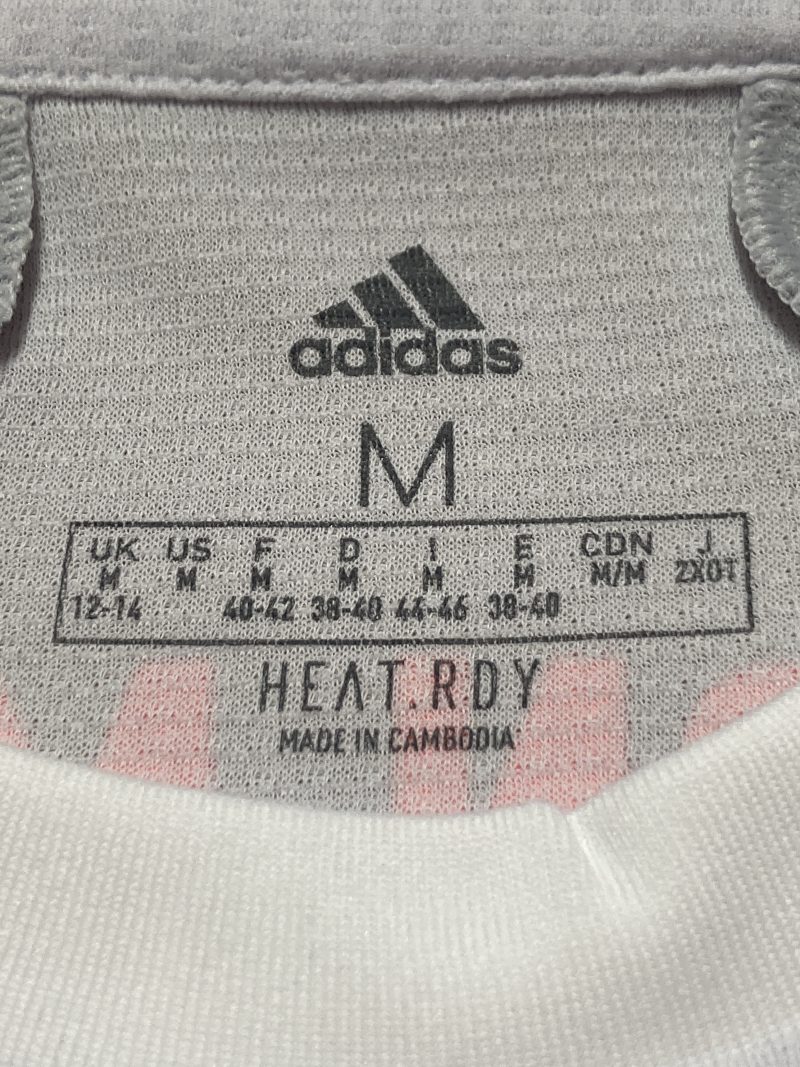 adidas
M
UK US F D I E CDN J
M M M M M M M/M 2XOT
12-14 40-42 38-40 44-46 38-40
HEAT.RDY
MADE IN CAMBODIA